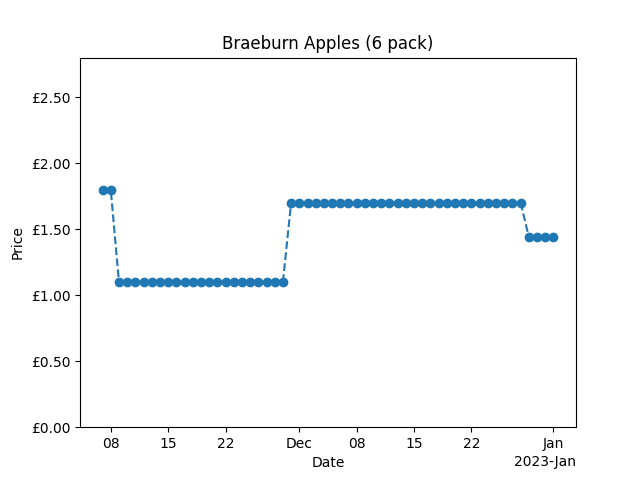 Braeburn Apples (6 pack)
£2.50
£2.00
£1.50
£1.00
£0.50
£0.00
Price
08 15 22 Dec 08 15 22 Jan
2023-Jan
Date